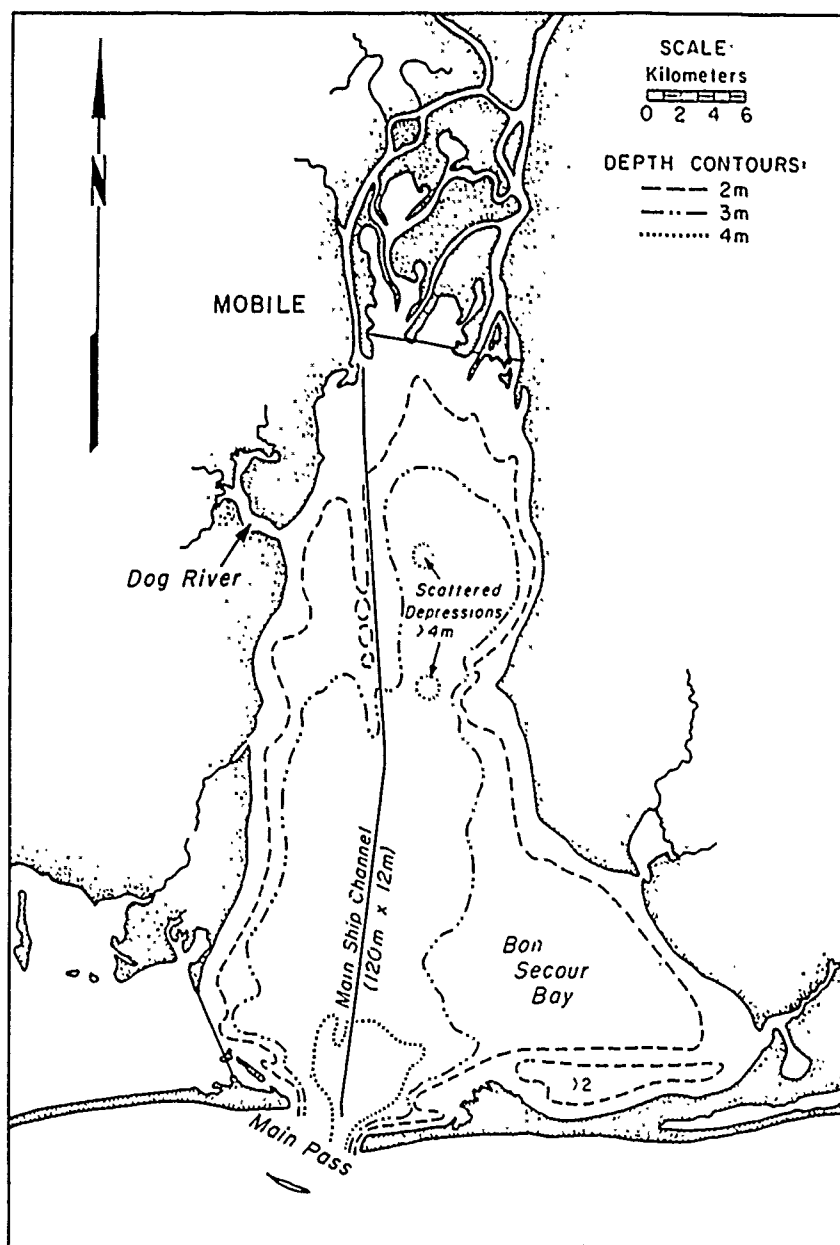 SCALE:
Kilometers
0 2 4 6
DEPTH CONTOURS:
2m
3m
4m
N
MOBILE
Dog River
Scattered
Depressions
>4m
Main Ship Channel
(120m x 12m)
Bon
Secour
Bay
>2
Main Pass